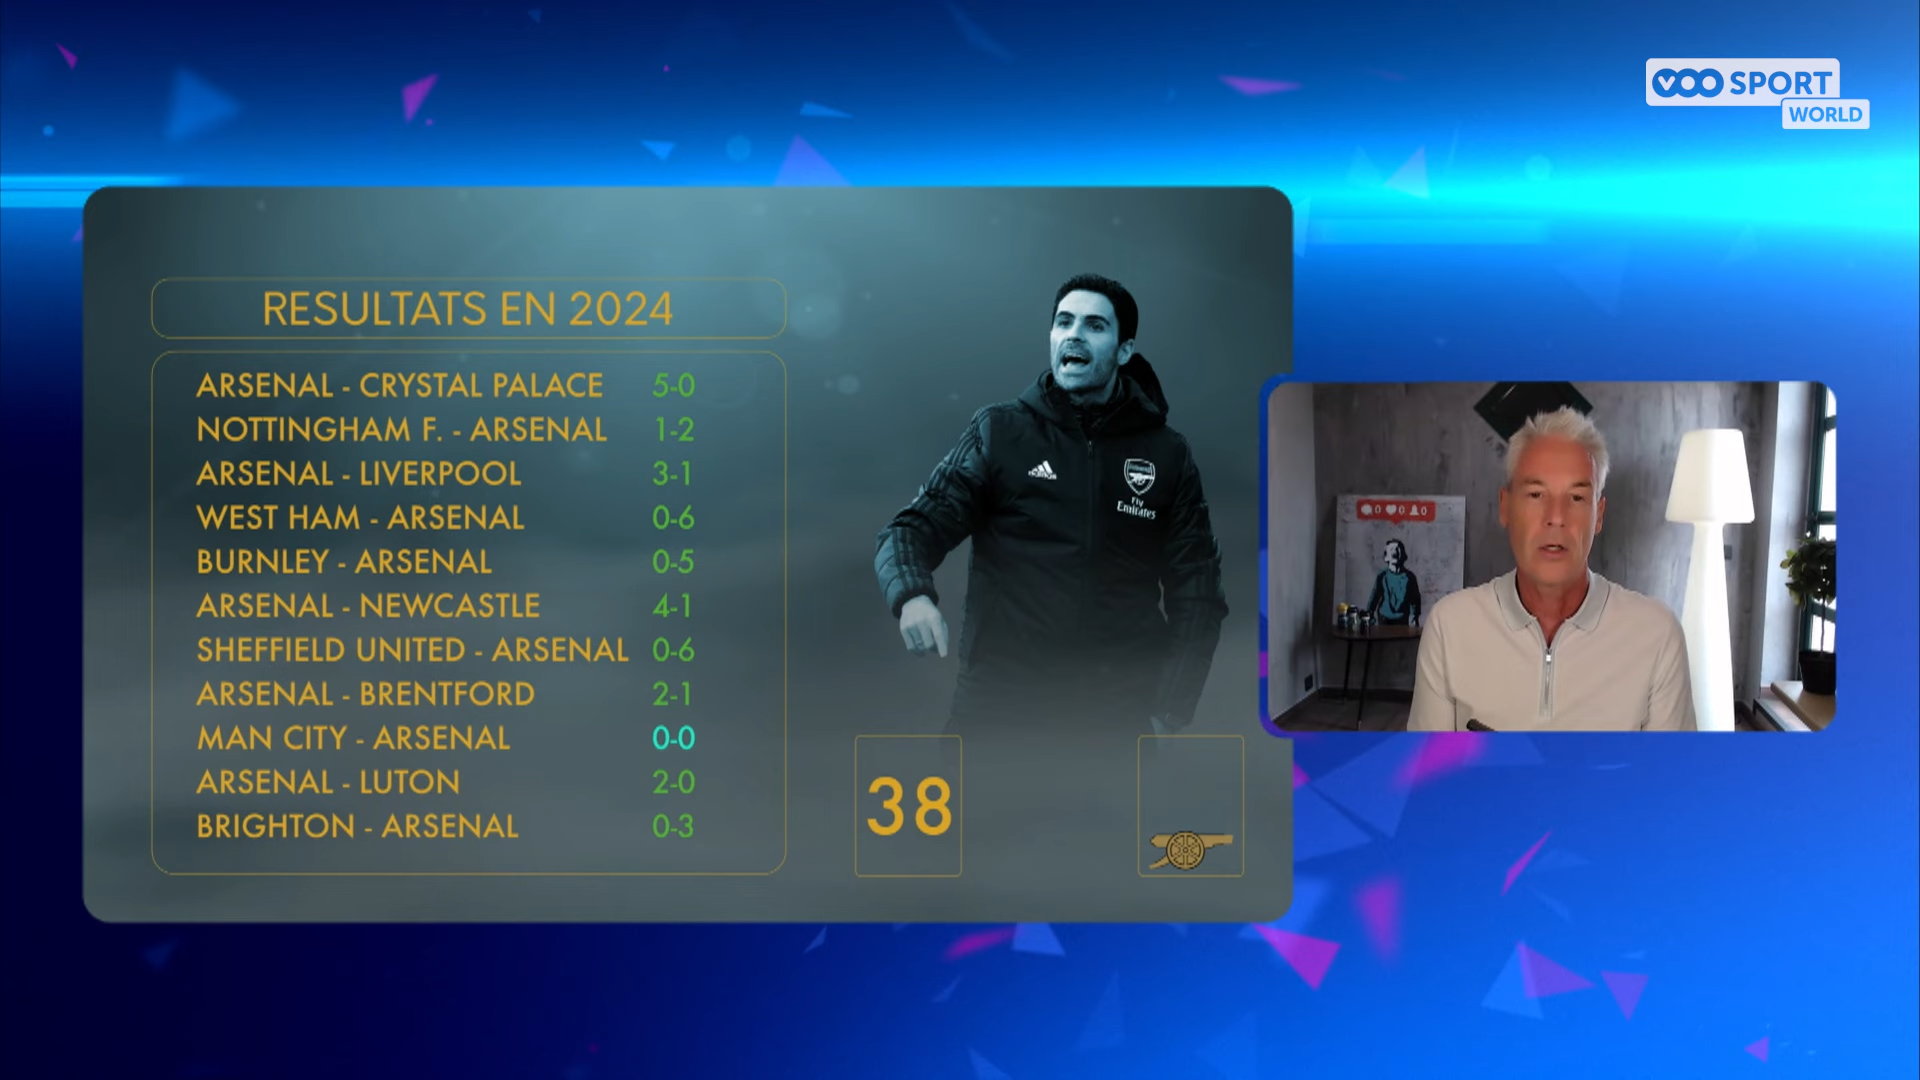 VOO SPORT
WORLD
RESULTATS EN 2024
ARSENAL - CRYSTAL PALACE 5-0
NOTTINGHAM F. - ARSENAL 1-2
ARSENAL - LIVERPOOL 3-1
WEST HAM - ARSENAL 0-6
BURNLEY - ARSENAL 0-5
ARSENAL - NEWCASTLE 4-1
SHEFFIELD UNITED - ARSENAL 0-6
ARSENAL - BRENTFORD 2-1
MAN CITY - ARSENAL 0-0
ARSENAL - LUTON 2-0
BRIGHTON - ARSENAL 0-3
Fly
Emirates
38
0 0 0